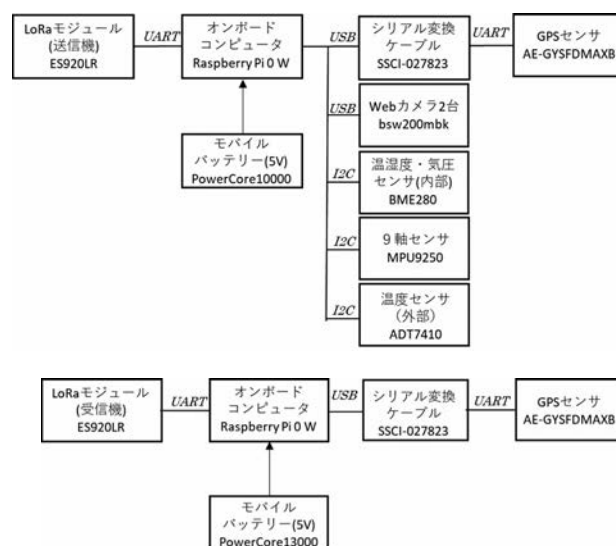 LoRaモジュール
(送信機)
ES920LR
UART
オンボード
コンピュータ
Raspberry Pi 0 W
USB
シリアル変換
ケーブル
SSCI-027823
UART
GPSセンサ
AE-GYSFDMAXB
USB
Webカメラ2台
bsw200mbk
モバイル
バッテリー(5V)
PowerCore10000
I2C
温湿度・気圧
センサ(内部)
BME280
I2C
９軸センサ
MPU9250
I2C
温度センサ
（外部）
ADT7410
LoRaモジュール
(受信機)
ES920LR
UART
オンボード
コンピュータ
Raspberry Pi 0 W
USB
シリアル変換
ケーブル
SSCI-027823
UART
GPSセンサ
AE-GYSFDMAXB
モバイル
バッテリー(5V)
PowerCore13000